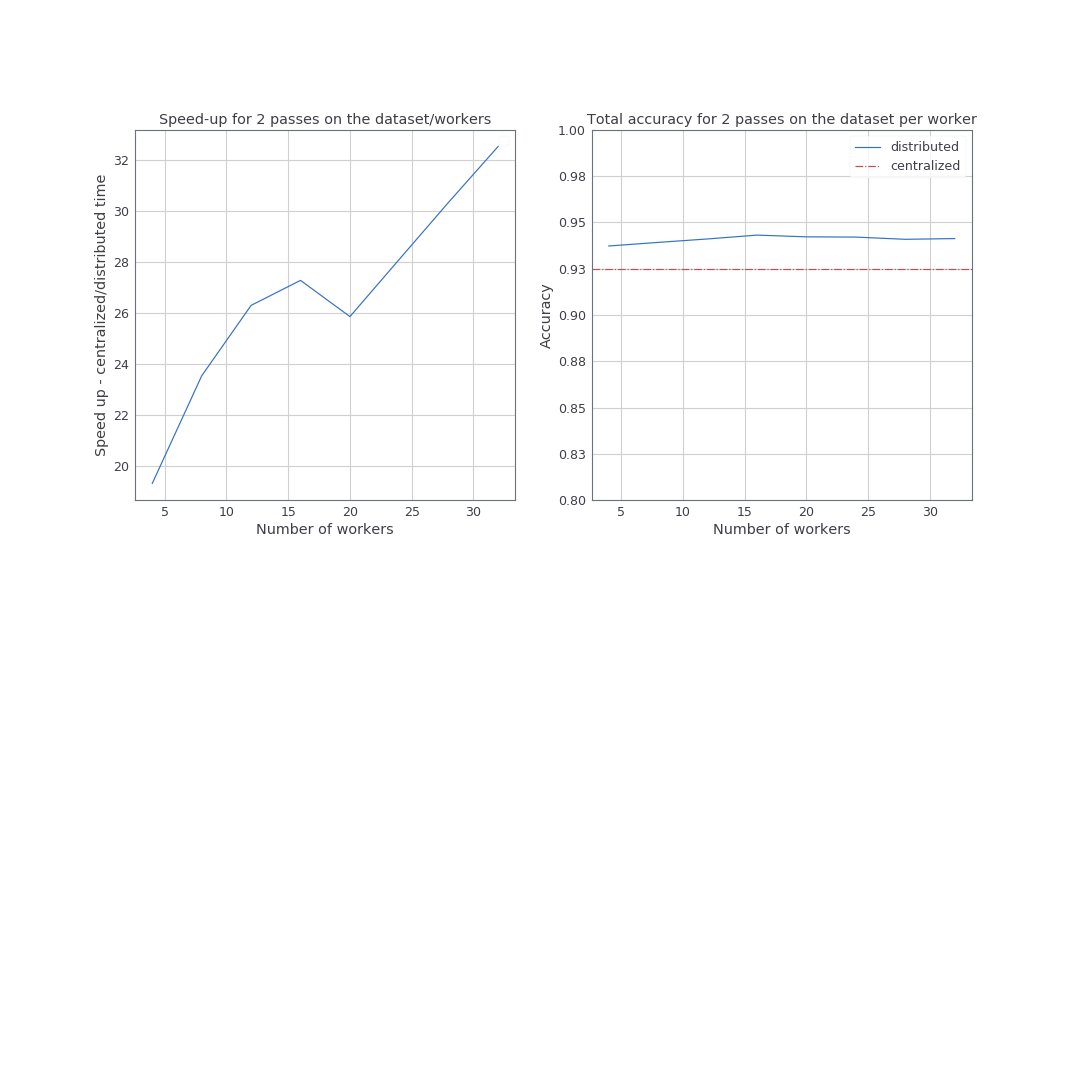 Speed-up for 2 passes on the dataset/workers
Speed up - centralized/distributed time
32
30
28
26
24
22
20
5 10 15 20 25 30
Number of workers
Total accuracy for 2 passes on the dataset per worker
distributed
centralized
Accuracy
1.00
0.98
0.95
0.93
0.90
0.88
0.85
0.83
0.80
5 10 15 20 25 30
Number of workers